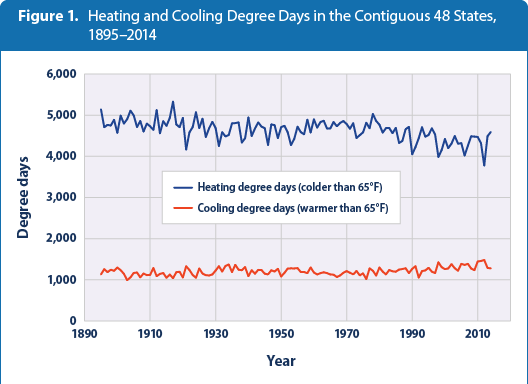 Figure 1. Heating and Cooling Degree Days in the Contiguous 48 States,
1895–2014
6,000
5,000
4,000
3,000
2,000
1,000
0
Degree days
Heating degree days (colder than 65°F)
Cooling degree days (warmer than 65°F)
1890 1910 1930 1950 1970 1990 2010
Year